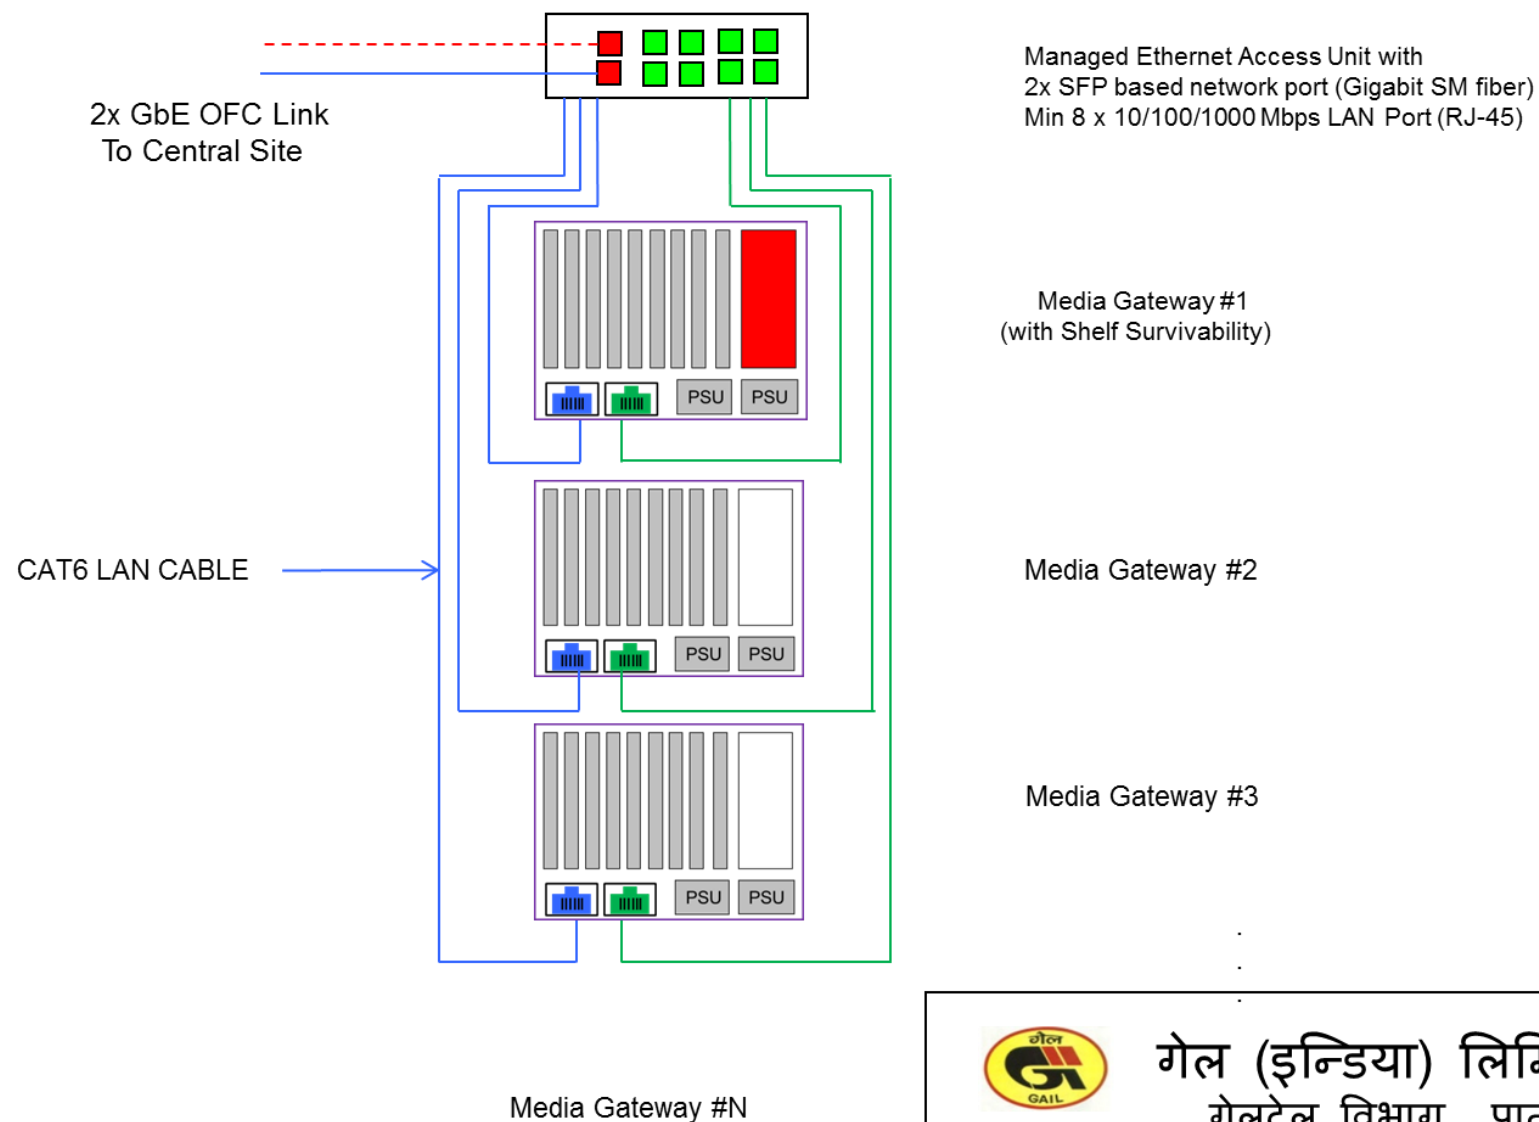 Managed Ethernet Access Unit with
2x SFP based network port (Gigabit SM fiber)
Min 8 x 10/100/1000 Mbps LAN Port (RJ-45)
2x GbE OFC Link
To Central Site
Media Gateway #1
(with Shelf Survivability)
PSU PSU
CAT6 LAN CABLE
Media Gateway #2
PSU PSU
Media Gateway #3
PSU PSU
.
.
.
गेल
GAIL
गेल (इन्डिया)
गेलटेल विभाग
Media Gateway #N